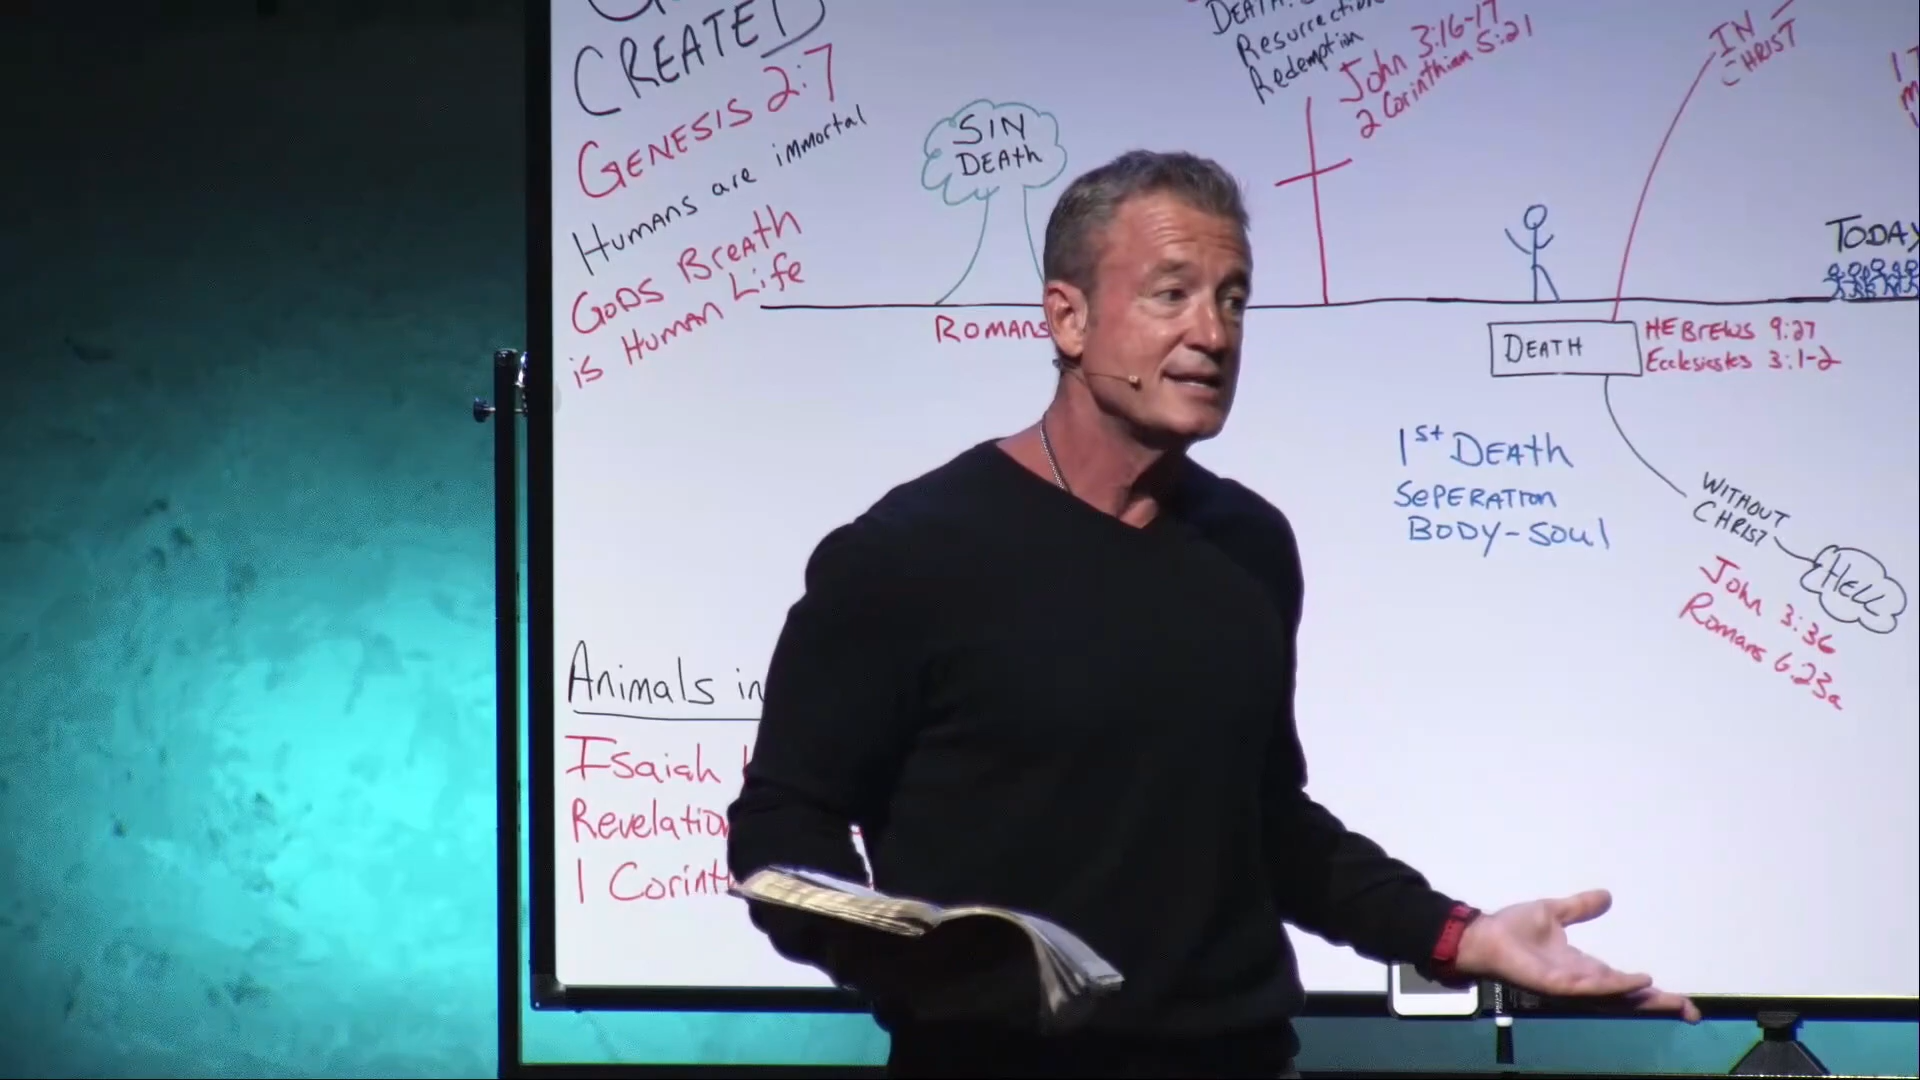 CREATED
GENESIS 2:7
Humans are immortal
GODS Breath
is Human Life
SIN
DEAth
ROMANS
Resurrection
Redemption
John 3:16-17
2 Corinthian 5:21
IN
CHRIST
TODAY
DEATH
HEBREWS 9:27
Ecclesiastes 3:1-2
1st DEAth
SePERATION
BODY-SOUL
WITHOUT
CHRIST
HELL
John 3:36
Romans 6:23a
Animals in
Isaiah
Revelation
1 Corinth